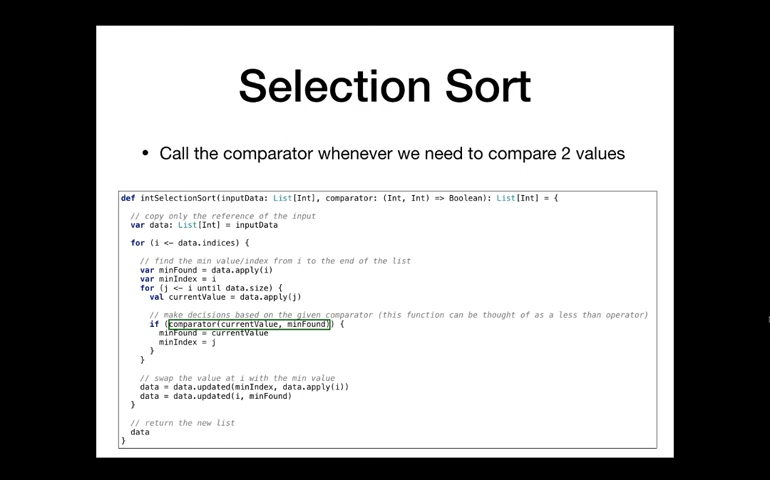 Selection Sort
• Call the comparator whenever we need to compare 2 values
def intSelectionSort(inputData: List[Int], comparator: (Int, Int) => Boolean): List[Int] = {
// copy only the reference of the input
var data: List[Int] = inputData
for (i <- data.indices) {
// find the min value/index from i to the end of the list
var minFound = data.apply(i)
var minIndex = i
for (j <- i until data.size) {
val currentValue = data.apply(j)
// make decisions based on the given comparator (this function can be thought of as a less than operator)
if (comparator(currentValue, minFound)) {
minFound = currentValue
minIndex = j
}
}
// swap the value at i with the min value
data = data.updated(minIndex, data.apply(i))
data = data.updated(i, minFound)
}
// return the new list
data
}